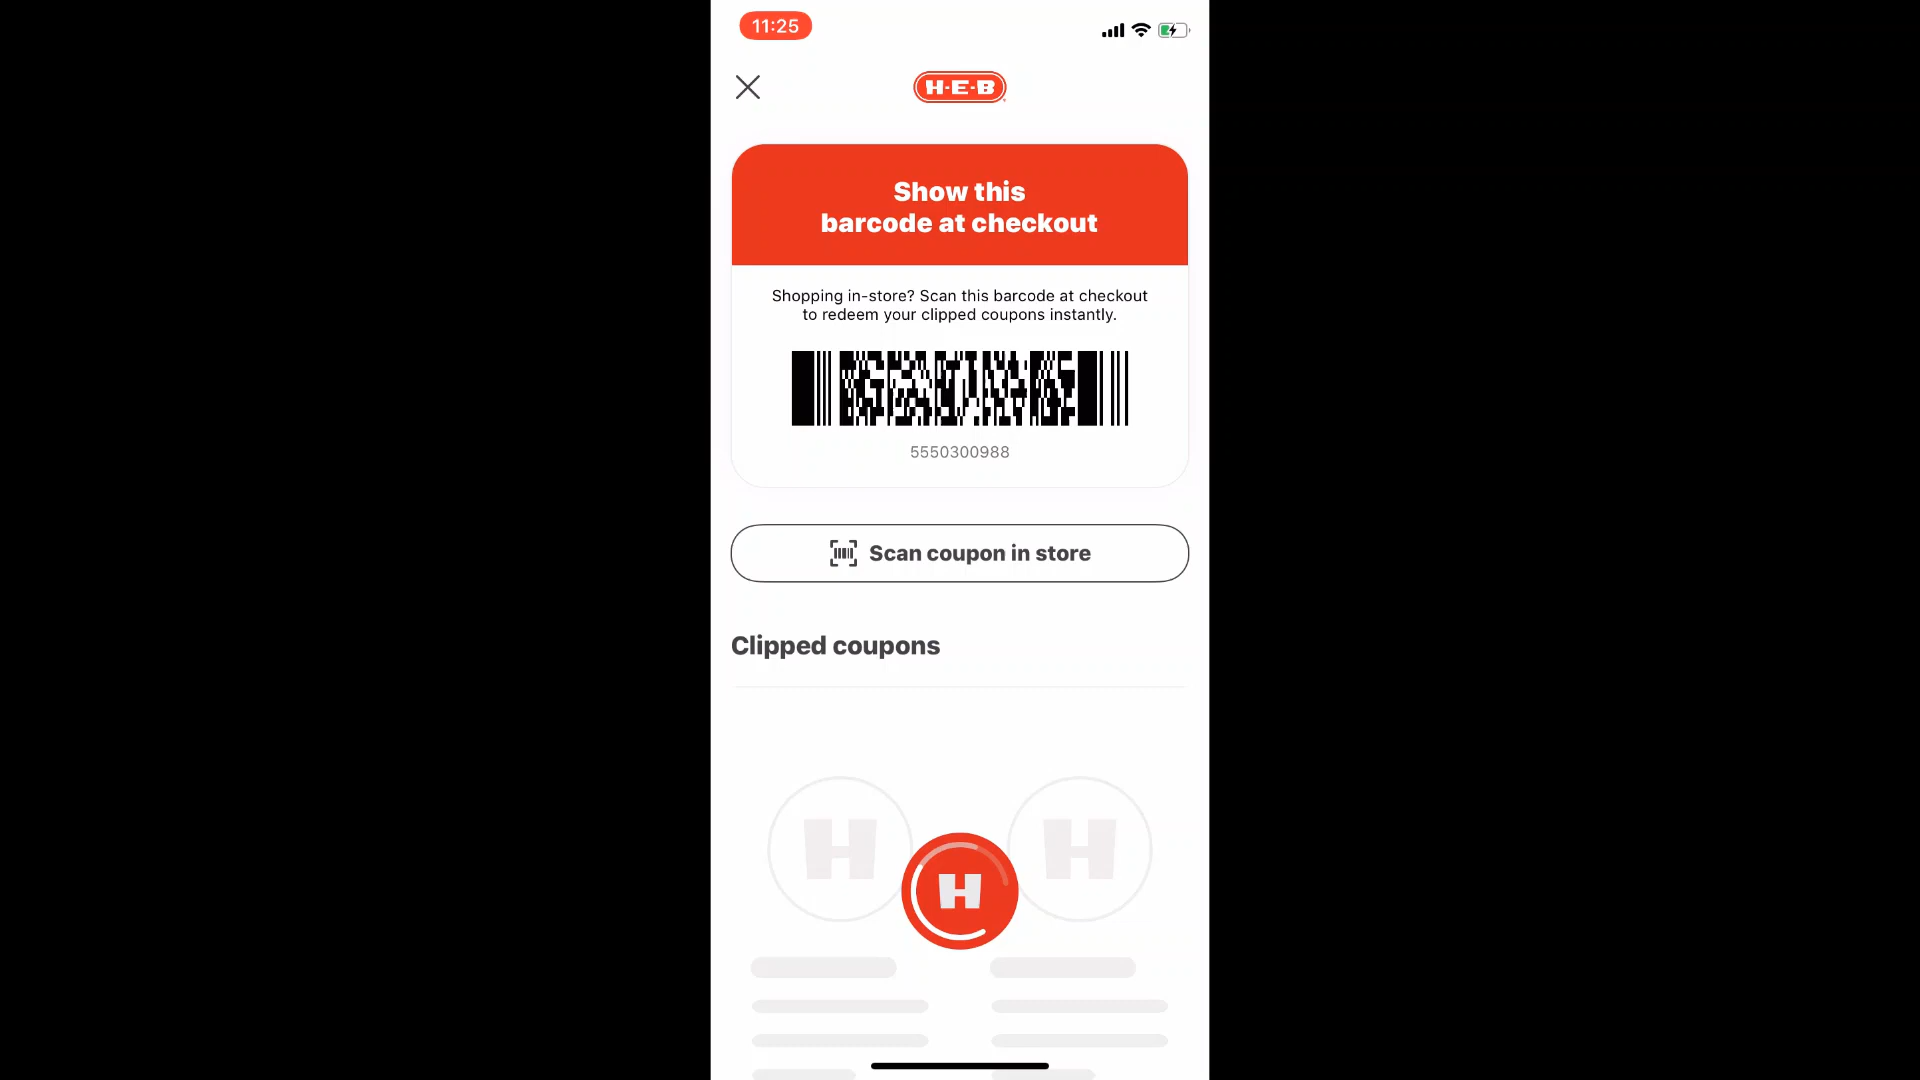 11:25
H-E-B
Show this
barcode at checkout
Shopping in-store? Scan this barcode at checkout
to redeem your clipped coupons instantly.
5550300988
Scan coupon in store
Clipped coupons
H H
H